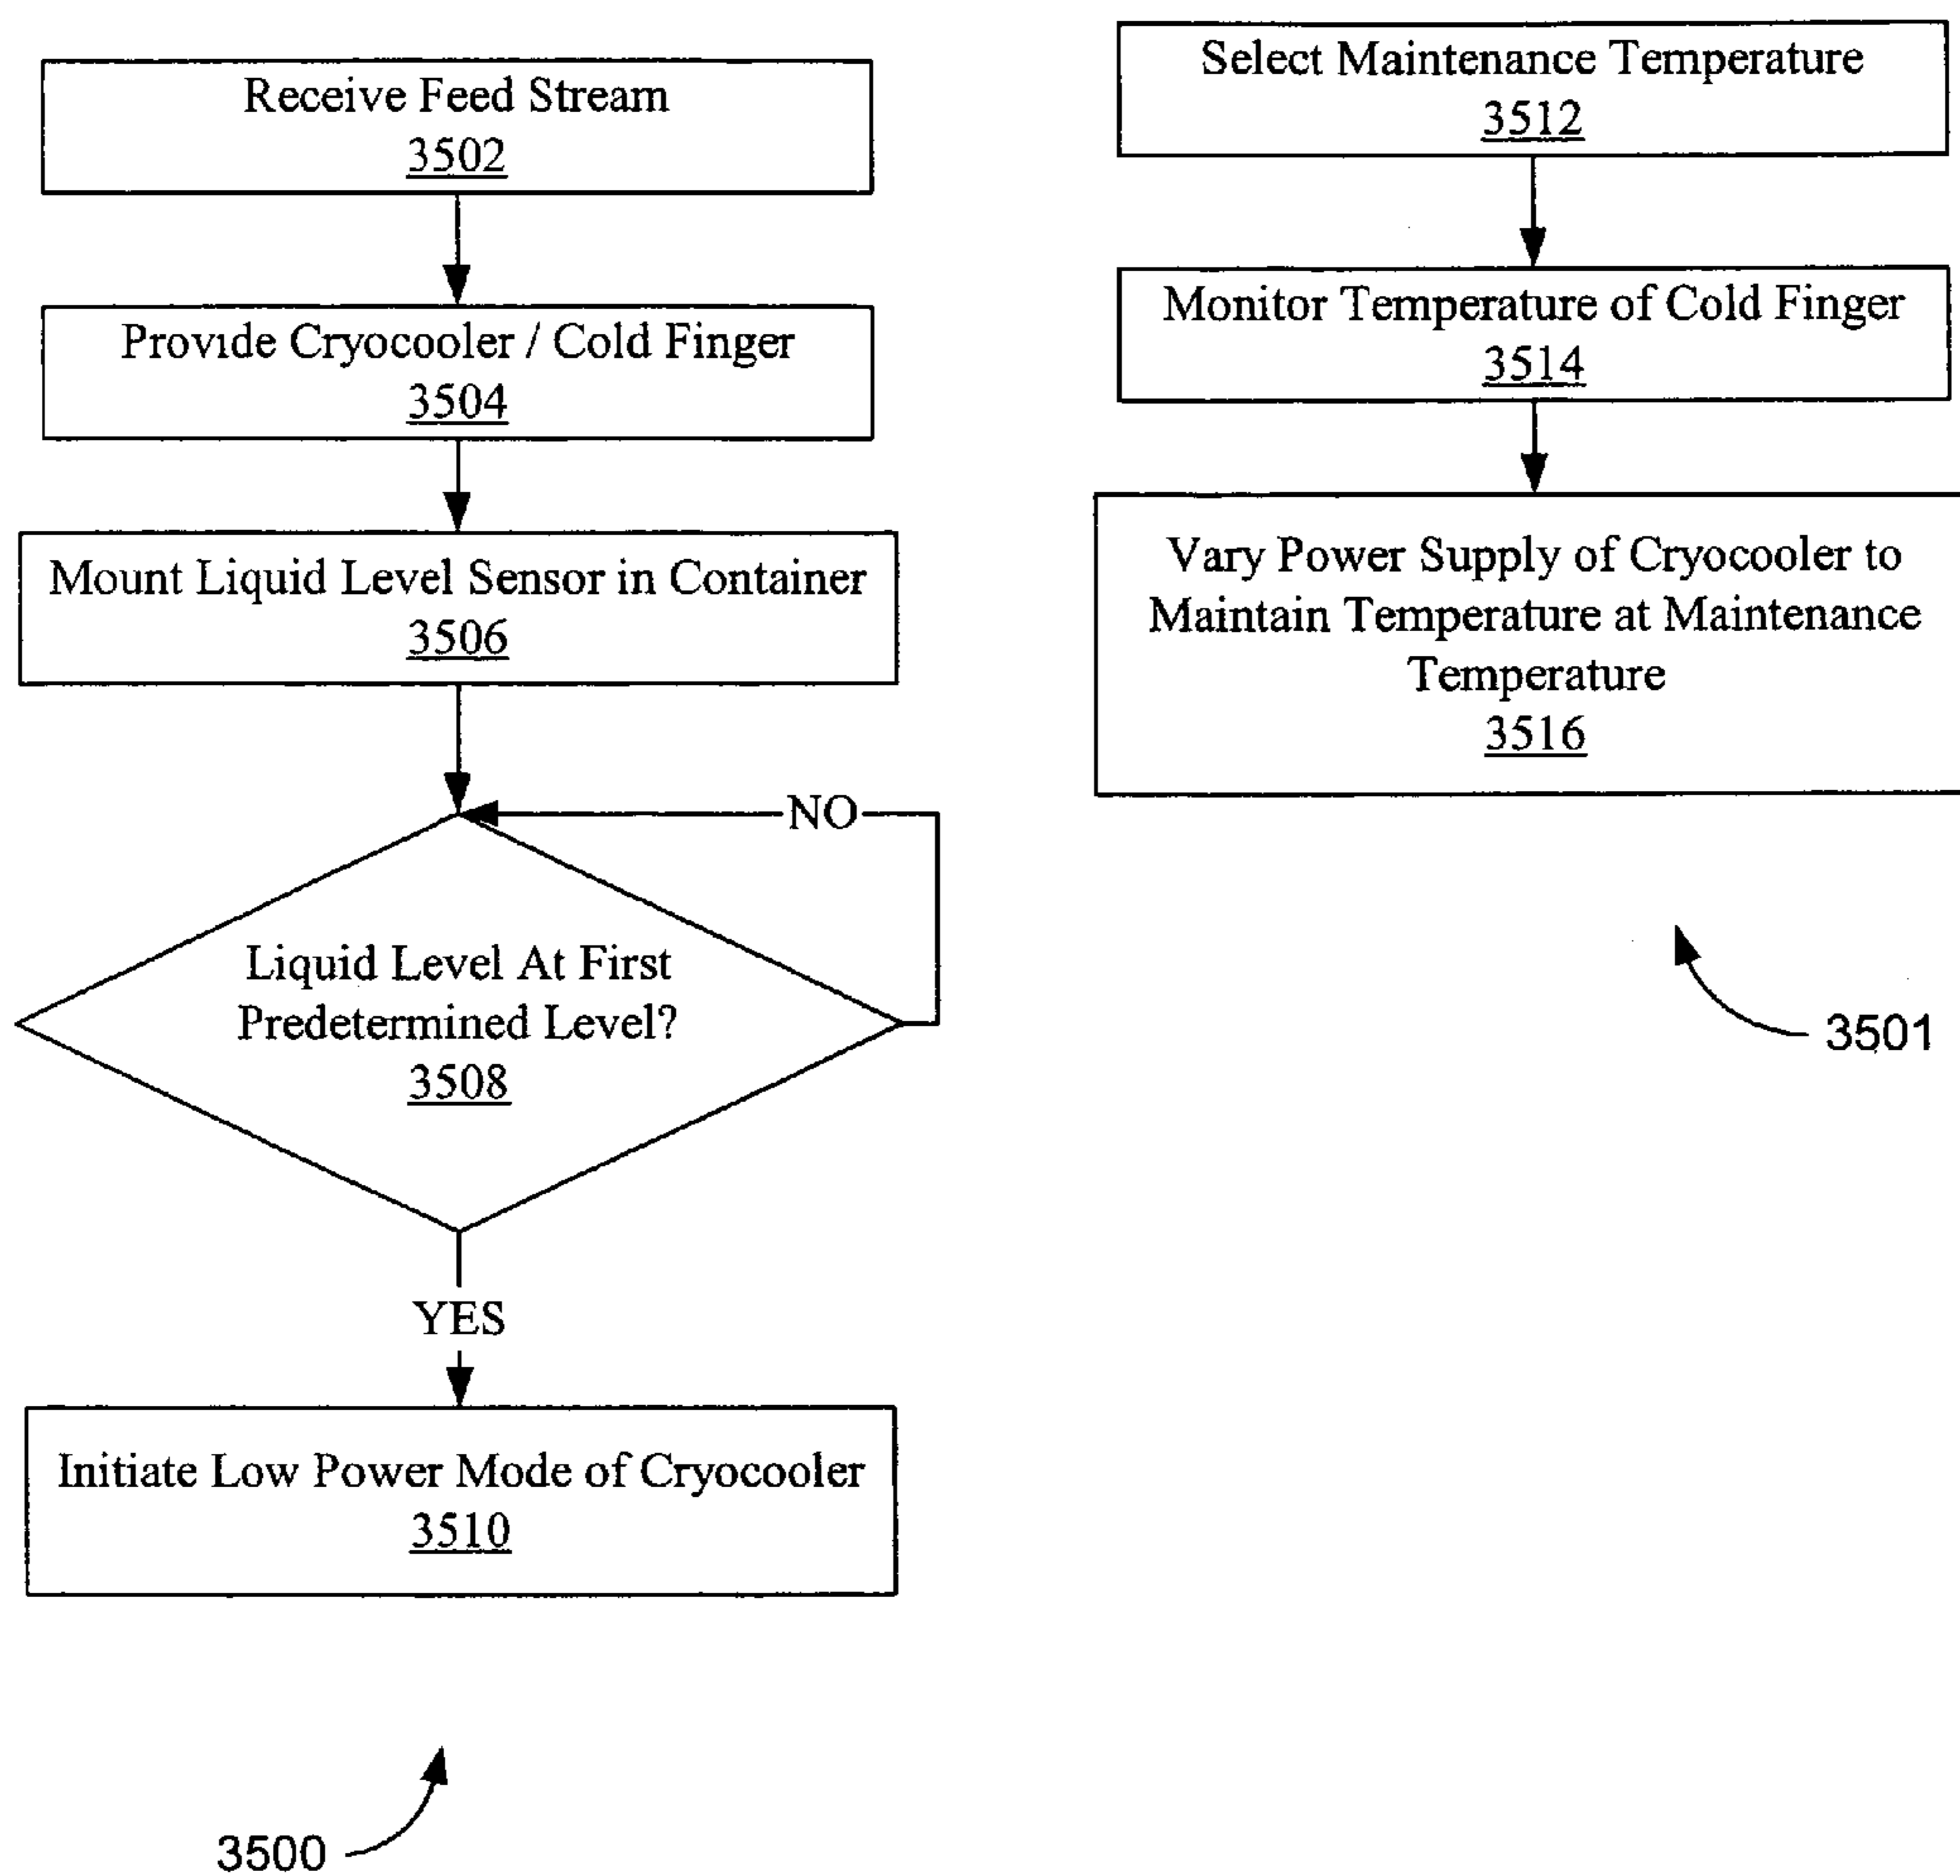 Receive Feed Stream
3502
Provide Cryocooler / Cold Finger
3504
Mount Liquid Level Sensor in Container
3506
NO
Liquid Level At First
Predetermined Level?
3508
YES
Initiate Low Power Mode of Cryocooler
3510
3500
Select Maintenance Temperature
3512
Monitor Temperature of Cold Finger
3514
Vary Power Supply of Cryocooler to
Maintain Temperature at Maintenance
Temperature
3516
3501